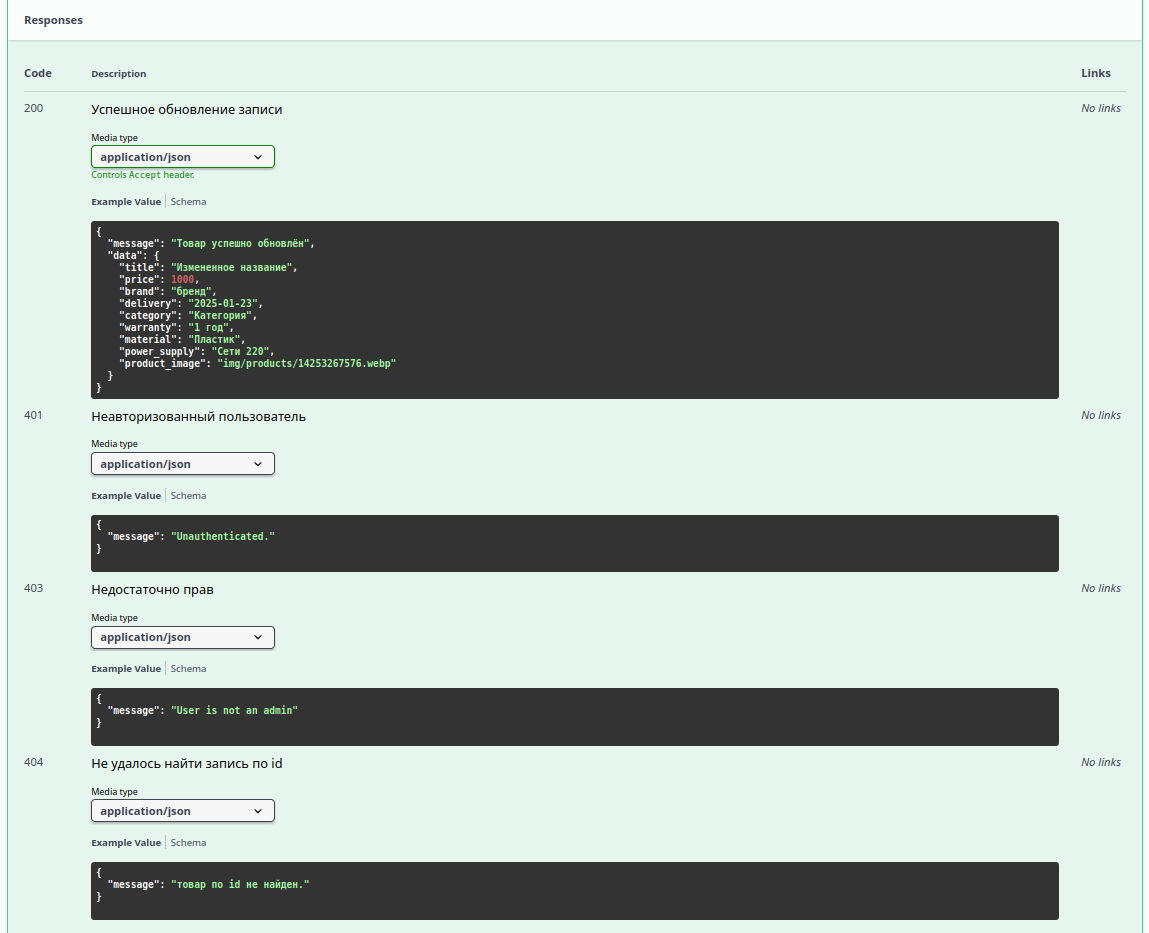 Responses
Code Description Links
200 Успешное обновление записи No links
Media type
application/json
Controls Accept header.
Example Value Schema
{
"message": "Товар успешно обновлён",
"data": {
"title": "Измененное название",
"price": 1000,
"brand": "бренд",
"delivery": "2025-01-23",
"category": "Категория",
"warranty": "1 год",
"material": "Пластик",
"power_supply": "Сети 220",
"product_image": "img/products/14253267576.webp"
}
}
401 Неавторизованный пользователь No links
Media type
application/json
Example Value Schema
{
"message": "Unauthenticated."
}
403 Недостаточно прав No links
Media type
application/json
Example Value Schema
{
"message": "User is not an admin"
}
404 Не удалось найти запись по id No links
Media type
application/json
Example Value Schema
{
"message": "товар по id не найден."
}